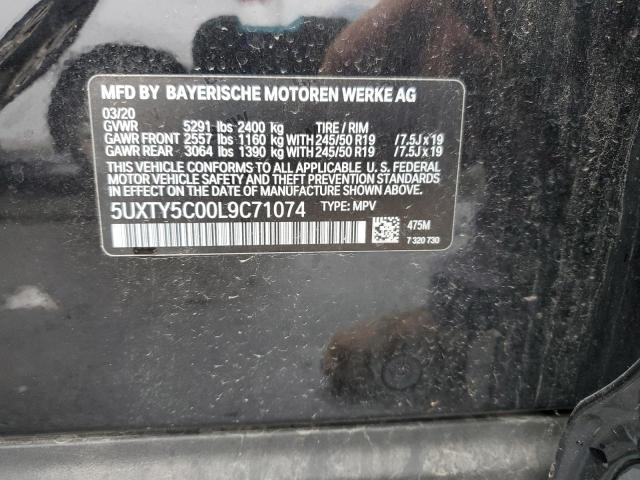 MFD BY BAYERISCHE MOTOREN WERKE AG
03/20
GVWR 5291 lbs 2400 kg TIRE / RIM
GAWR FRONT 2557 lbs 1160 kg WITH 245/50 R19 /7.5J x 19
GAWR REAR 3064 lbs 1390 kg WITH 245/50 R19 /7.5J x 19
THIS VEHICLE CONFORMS TO ALL APPLICABLE U.S. FEDERAL
MOTOR VEHICLE SAFETY AND THEFT PREVENTION STANDARDS
IN EFFECT ON THE DATE OF MANUFACTURE SHOWN ABOVE.
5UXTY5C00L9C71074 TYPE: MPV
475M
7 320 730